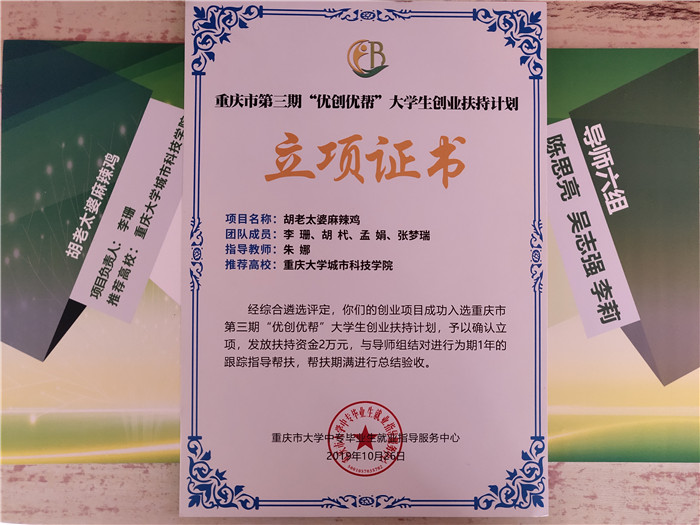 胡老太婆麻辣鸡
项目负责人: 李珊
推荐高校: 重庆大学城市科技学院
重庆市第三期“优创优帮”大学生创业扶持计划
立项证书
项目名称: 胡老太婆麻辣鸡
团队成员: 李 珊、胡 杙、孟 娟、张梦瑞
指导教师: 朱 娜
推荐高校: 重庆大学城市科技学院
经综合遴选评定，你们的创业项目成功入选重庆市
第三期“优创优帮”大学生创业扶持计划，予以确认立
项，发放扶持资金2万元，与导师组结对进行为期1年的
跟踪指导帮扶，帮扶期满进行总结验收。
重庆市大学中专毕业生就业指导服务中心
2019年10月26日
导师六组
陈思亮 吴志强 李莉